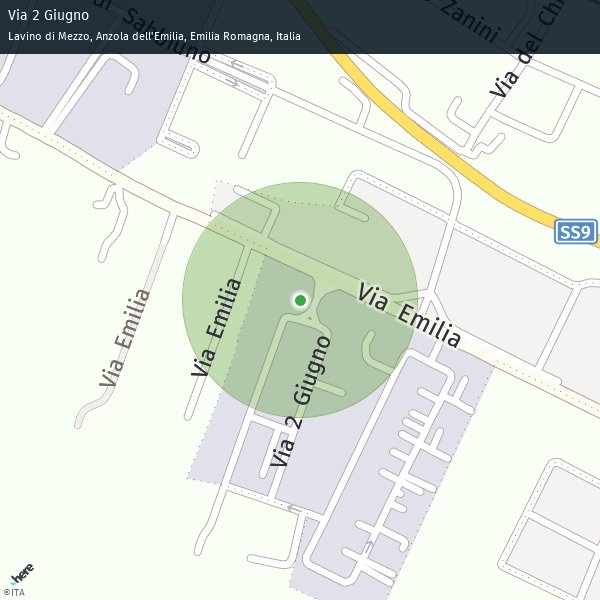 Via 2 Giugno
Lavino di Mezzo, Anzola dell'Emilia, Emilia Romagna, Italia
di Sabbiuno
Zanini
Via del Chi
SS9
Via Emilia
Via Emilia
Via Emilia
Via 2 Giugno
here
©ITA